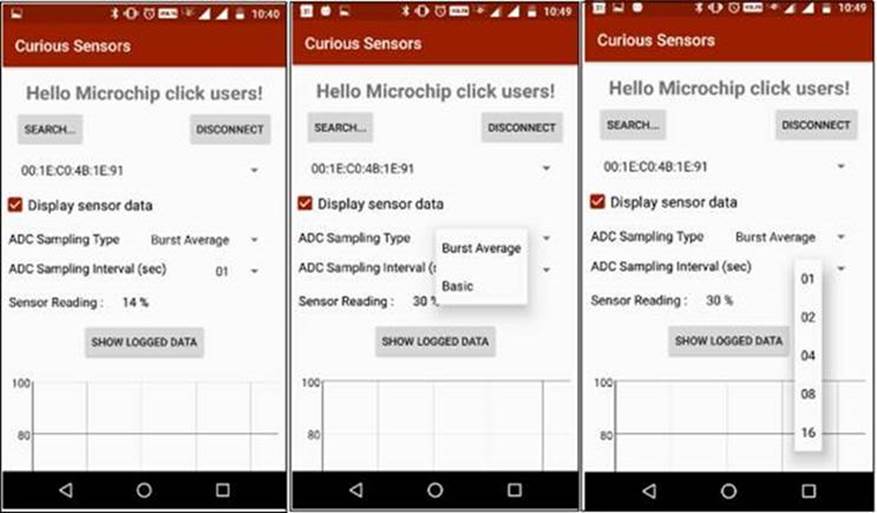 10:40
Curious Sensors
Hello Microchip click users!
SEARCH...
DISCONNECT
00:1E:C0:4B:1E:91
Display sensor data
ADC Sampling Type Burst Average
ADC Sampling Interval (sec) 01
Sensor Reading : 14 %
SHOW LOGGED DATA
100
80
31
10:49
Curious Sensors
Hello Microchip click users!
SEARCH...
DISCONNECT
00:1E:C0:4B:1E:91
Display sensor data
ADC Sampling Type
Burst Average
ADC Sampling Interval (
Basic
Sensor Reading : 30 %
SHOW LOGGED DATA
100
80
31
10:49
Curious Sensors
Hello Microchip click users!
SEARCH...
DISCONNECT
00:1E:C0:4B:1E:91
Display sensor data
ADC Sampling Type Burst Average
ADC Sampling Interval (sec)
01
Sensor Reading : 30 %
02
SHOW LOGGED DATA
04
100
08
80
16